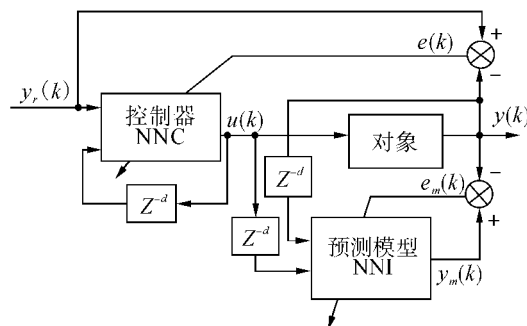 +
e(k)
−
y_r(k)
控制器
NNC
u(k)
对象
y(k)
Z^{-d}
Z^{-d}
Z^{-d}
−
e_m(k)
+
预测模型
NNI
y_m(k)